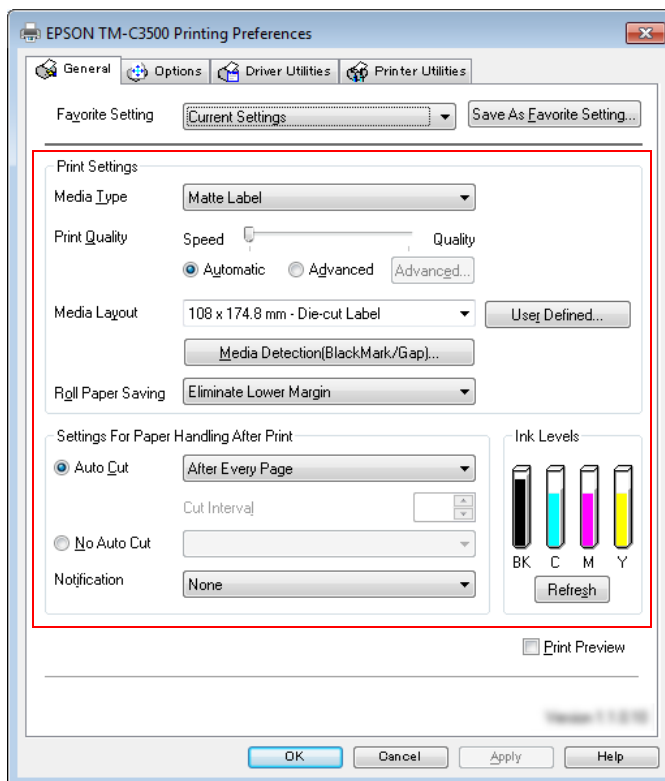 EPSON TM-C3500 Printing Preferences
General Options Driver Utilities Printer Utilities
Favorite Setting Current Settings Save As Favorite Setting...
Print Settings
Media Type Matte Label
Print Quality Speed Quality
Automatic Advanced Advanced...
Media Layout 108 x 174.8 mm - Die-cut Label User Defined...
Media Detection(BlackMark/Gap)...
Roll Paper Saving Eliminate Lower Margin
Settings For Paper Handling After Print
Auto Cut After Every Page
Cut Interval
No Auto Cut
Notification None
Ink Levels
BK C M Y
Refresh
Print Preview
OK Cancel Apply Help